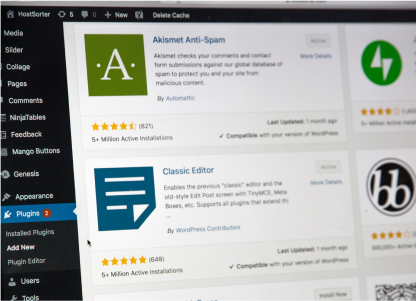 HostSorter
5
0
+ New
Delete Cache
Media
Slider
Collage
Pages
Comments
NinjaTables
Feedback
Mango Buttons
Genesis
Appearance
Plugins 2
Installed Plugins
Add New
Plugin Editor
Users
Tools
·A·
Akismet Anti-Spam
Active
More Details
Akismet checks your comments and contact
form submissions against our global database of
spam to protect you and your site from
malicious content.
By Automattic
(821)
5+ Million Active Installations
Last Updated: 1 month ago
✓ Compatible with your version of WordPress
Classic Editor
Active
More Details
Enables the previous "classic" editor and the
old-style Edit Post screen with TinyMCE, Meta
Boxes, etc. Supports all plugins that extend thi
...
By WordPress Contributors
(649)
5+ Million Active Installations
Last Updated: 1 month ago
✓ Compatible with your version of WordPress
Install Now
5+ Million Active Installations
bb